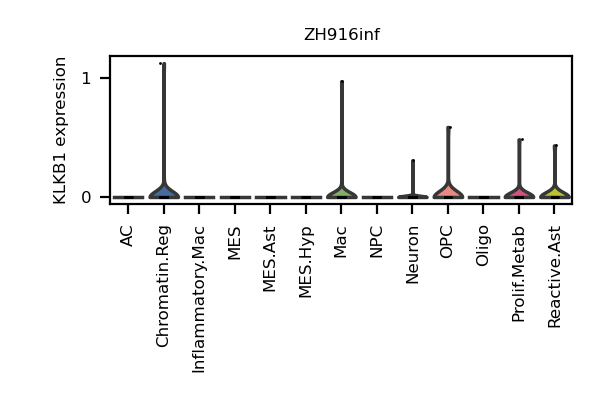 ZH916inf
KLKB1 expression
1
0
AC
Chromatin.Reg
Inflammatory.Mac
MES
MES.Ast
MES.Hyp
Mac
NPC
Neuron
OPC
Oligo
Prolif.Metab
Reactive.Ast